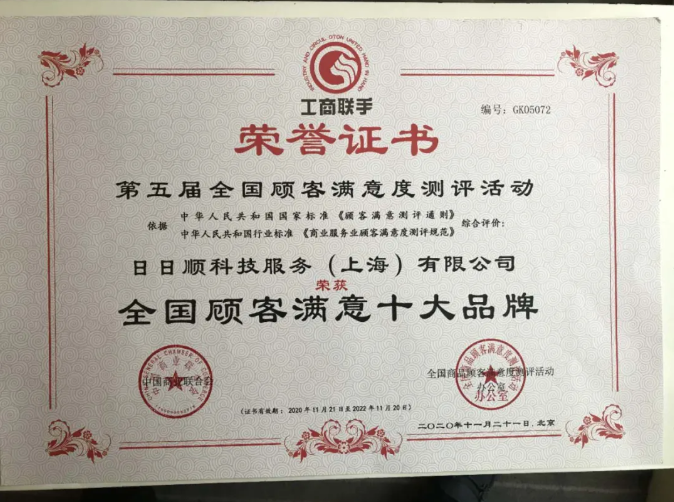 工商联手
编号：GK05072
荣誉证书
第五届全国顾客满意度测评活动
依据
中华人民共和国国家标准《顾客满意测评通则》
中华人民共和国行业标准《商业服务业顾客满意度测评规范》
综合评价：
日日顺科技服务（上海）有限公司
荣获
全国顾客满意十大品牌
中国商业联合会
全国商品顾客满意度测评活动
办公室
办公室
（证书有效期：2020年11月21日至2022年11月20日）
二〇二〇年十一月二十一日，北京